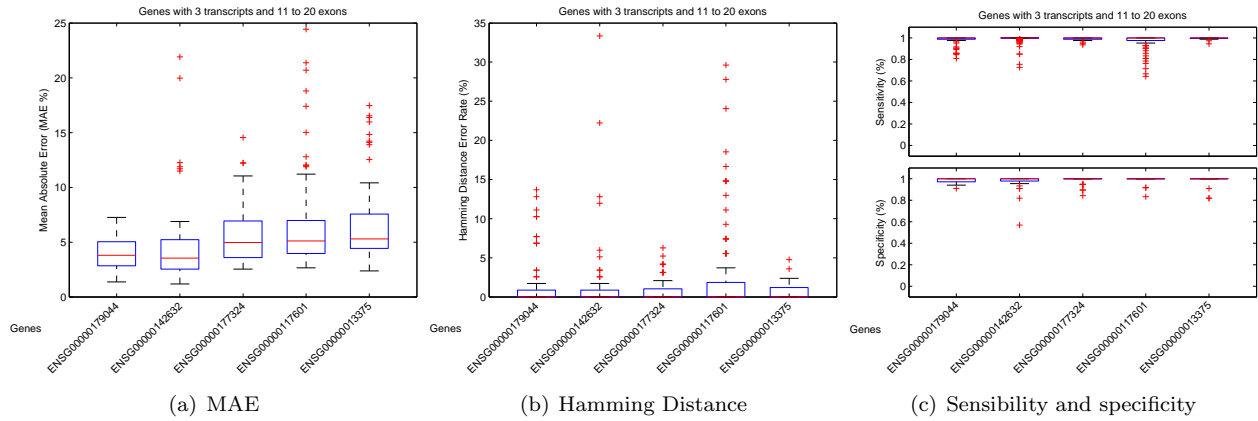 Genes with 3 transcripts and 11 to 20 exons
Mean Absolute Error (MAE %)
25
20
15
10
5
0
Genes
ENSG00000179044
ENSG00000142632
ENSG00000177324
ENSG00000117601
ENSG00000013375
(a) MAE
Genes with 3 transcripts and 11 to 20 exons
Hamming Distance Error Rate (%)
35
30
25
20
15
10
5
0
Genes
ENSG00000179044
ENSG00000142632
ENSG00000177324
ENSG00000117601
ENSG00000013375
(b) Hamming Distance
Genes with 3 transcripts and 11 to 20 exons
Sensitivity (%)
1
0.8
0.6
0.4
0.2
0
Specificity (%)
1
0.8
0.6
0.4
0.2
0
Genes
ENSG00000179044
ENSG00000142632
ENSG00000177324
ENSG00000117601
ENSG00000013375
(c) Sensibility and specificity